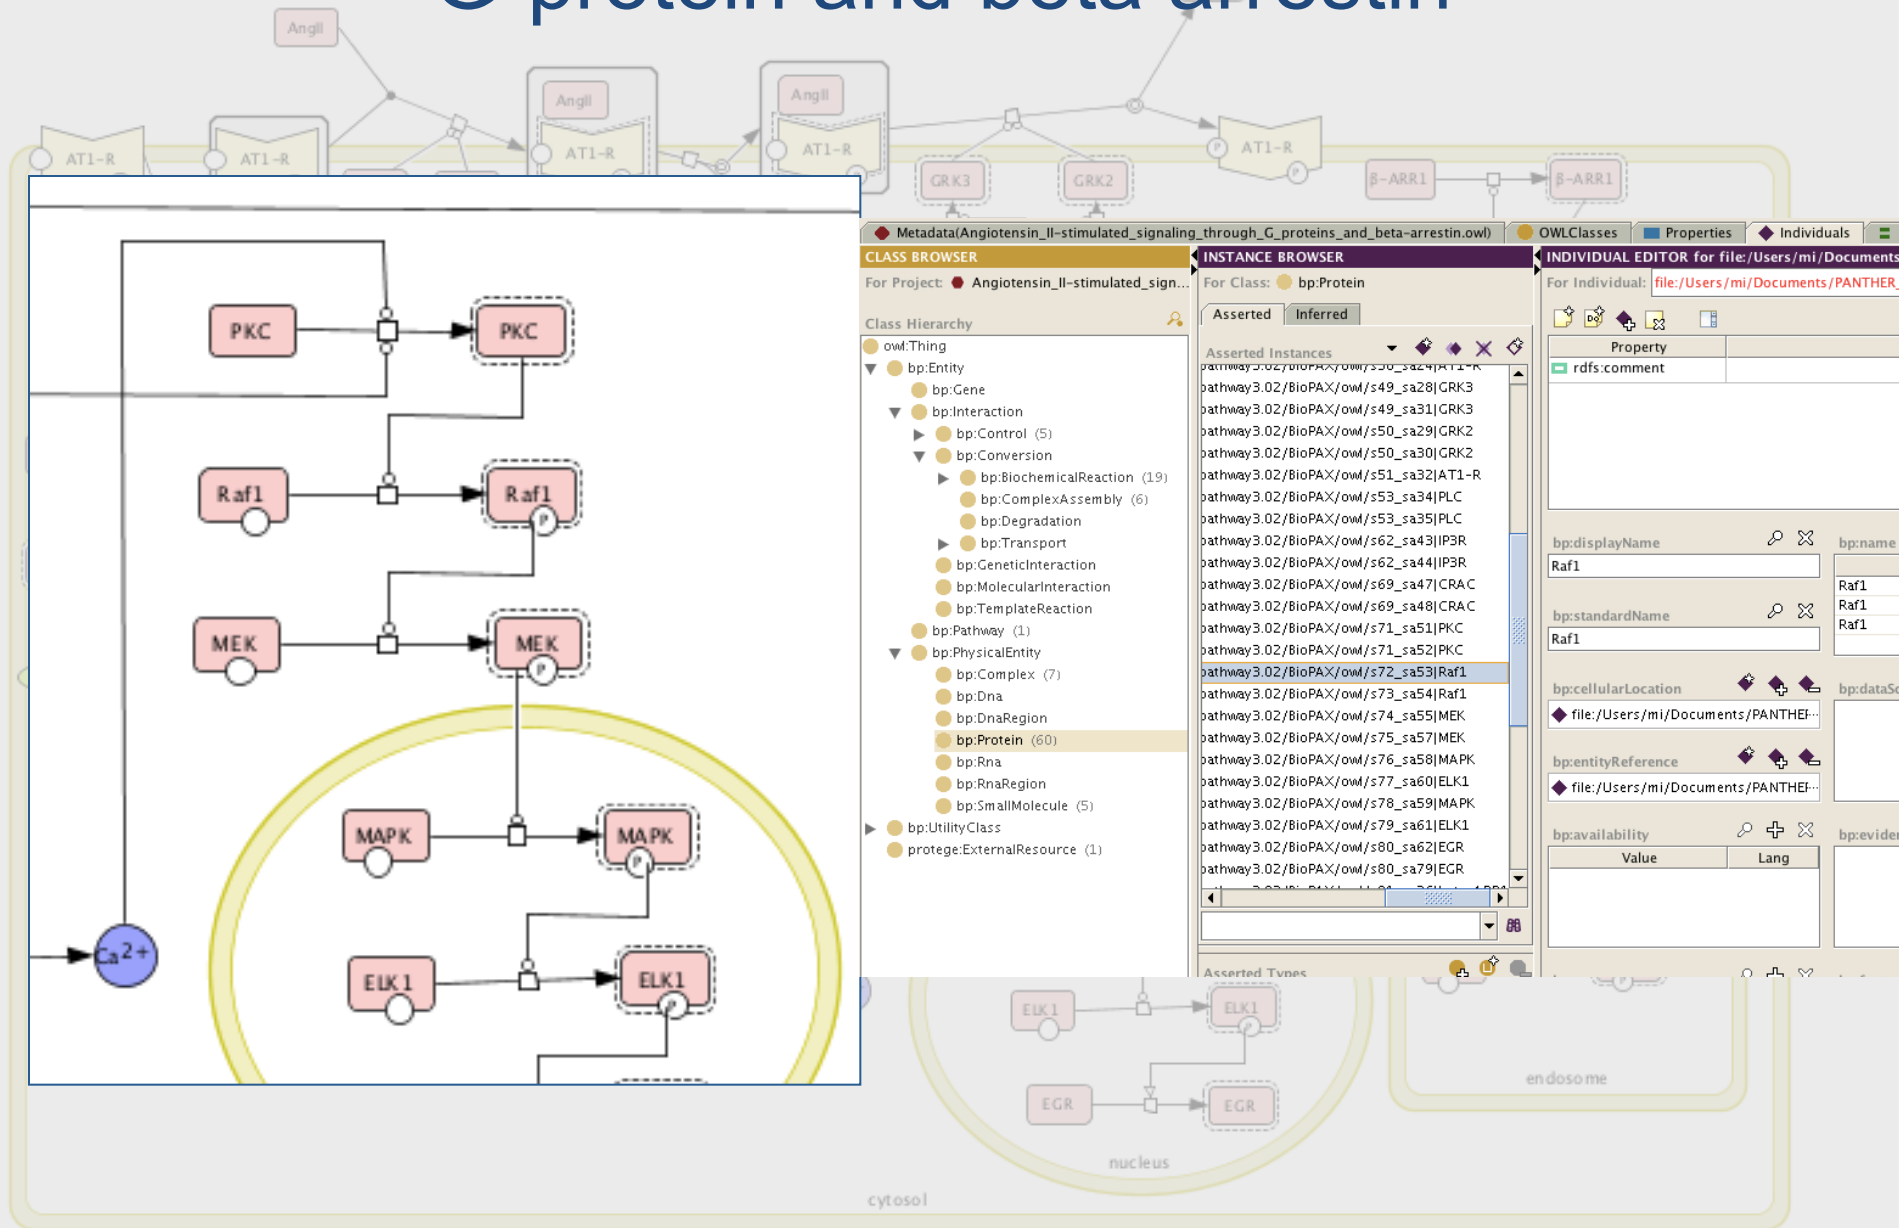 G protein and beta-arrestin
AngII
AngII
AngII
AT1-R
AT1-R
AT1-R
AT1-R
AT1-R
P
P
GRK3
GRK2
β-ARR1
β-ARR1
PKC
PKC
Raf1
Raf1
P
MEK
MEK
P
MAPK
MAPK
P
Ca2+
ELK1
ELK1
P
Metadata(Angiotensin_II-stimulated_signaling_through_G_proteins_and_beta-arrestin.owl)
OWLClasses
Properties
Individuals
CLASS BROWSER
For Project:
Angiotensin_II-stimulated_sign...
Class Hierarchy
owl:Thing
bp:Entity
bp:Gene
bp:Interaction
bp:Control (5)
bp:Conversion
bp:BiochemicalReaction (19)
bp:ComplexAssembly (6)
bp:Degradation
bp:Transport
bp:GeneticInteraction
bp:MolecularInteraction
bp:TemplateReaction
bp:Pathway (1)
bp:PhysicalEntity
bp:Complex (7)
bp:Dna
bp:DnaRegion
bp:Protein (60)
bp:Rna
bp:RnaRegion
bp:SmallMolecule (5)
bp:UtilityClass
protege:ExternalResource (1)
INSTANCE BROWSER
For Class: bp:Protein
Asserted
Inferred
Asserted Instances
pathway3.02/BioPAX/owl/s36_sa24|AT1-R
pathway3.02/BioPAX/owl/s49_sa28|GRK3
pathway3.02/BioPAX/owl/s49_sa31|GRK3
pathway3.02/BioPAX/owl/s50_sa29|GRK2
pathway3.02/BioPAX/owl/s50_sa30|GRK2
pathway3.02/BioPAX/owl/s51_sa32|AT1-R
pathway3.02/BioPAX/owl/s53_sa34|PLC
pathway3.02/BioPAX/owl/s53_sa35|PLC
pathway3.02/BioPAX/owl/s62_sa43|IP3R
pathway3.02/BioPAX/owl/s62_sa44|IP3R
pathway3.02/BioPAX/owl/s69_sa47|CRAC
pathway3.02/BioPAX/owl/s69_sa48|CRAC
pathway3.02/BioPAX/owl/s71_sa51|PKC
pathway3.02/BioPAX/owl/s71_sa52|PKC
pathway3.02/BioPAX/owl/s72_sa53|Raf1
pathway3.02/BioPAX/owl/s73_sa54|Raf1
pathway3.02/BioPAX/owl/s74_sa55|MEK
pathway3.02/BioPAX/owl/s75_sa57|MEK
pathway3.02/BioPAX/owl/s76_sa58|MAPK
pathway3.02/BioPAX/owl/s77_sa60|ELK1
pathway3.02/BioPAX/owl/s78_sa59|MAPK
pathway3.02/BioPAX/owl/s79_sa61|ELK1
pathway3.02/BioPAX/owl/s80_sa62|EGR
pathway3.02/BioPAX/owl/s80_sa79|EGR
Asserted Types
INDIVIDUAL EDITOR for file:/Users/mi/Documents
For Individual: file:/Users/mi/Documents/PANTHER_
Property
rdfs:comment
bp:displayName
Raf1
bp:standardName
Raf1
bp:cellularLocation
file:/Users/mi/Documents/PANTHER...
bp:entityReference
file:/Users/mi/Documents/PANTHER...
bp:availability
Value
Lang
bp:name
Raf1
Raf1
Raf1
bp:dataSo
bp:eviden
ELK1
ELK1
P
EGR
EGR
nucleus
endosome
cytosol